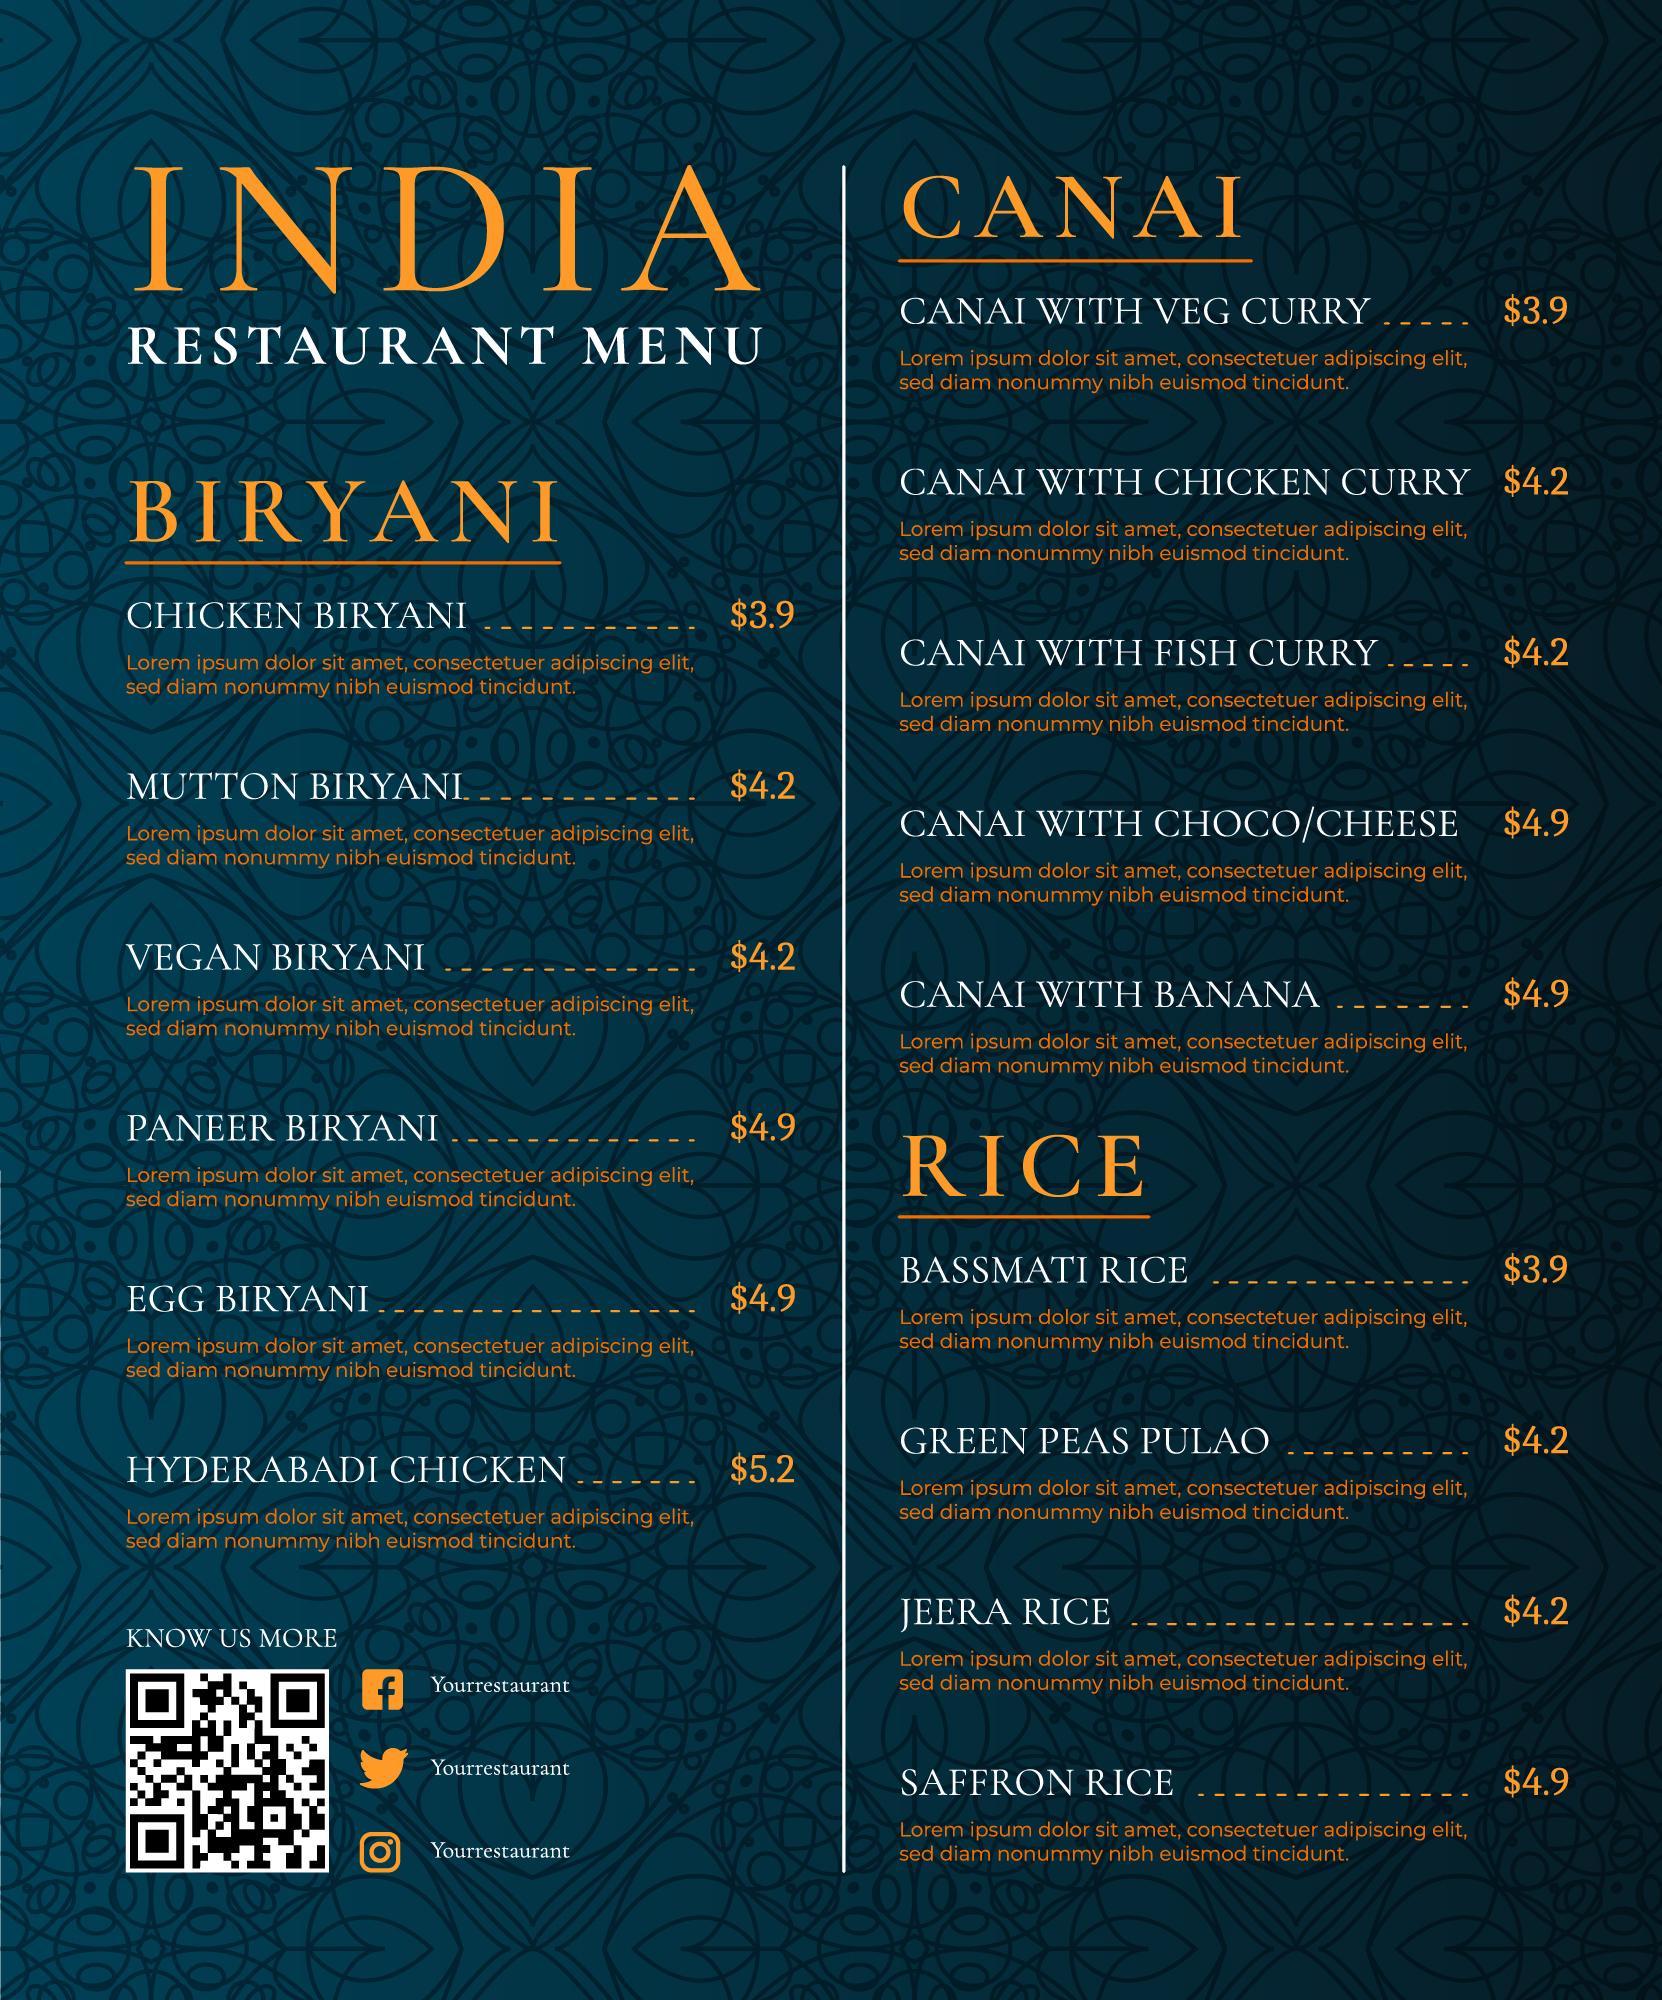 INDIA
RESTAURANT MENU
BIRYANI
CHICKEN BIRYANI $3.9
Lorem ipsum dolor sit amet, consectetuer adipiscing elit,
sed diam nonummy nibh euismod tincidunt.
MUTTON BIRYANI $4.2
Lorem ipsum dolor sit amet, consectetuer adipiscing elit,
sed diam nonummy nibh euismod tincidunt.
VEGAN BIRYANI $4.2
Lorem ipsum dolor sit amet, consectetuer adipiscing elit,
sed diam nonummy nibh euismod tincidunt.
PANEER BIRYANI $4.9
Lorem ipsum dolor sit amet, consectetuer adipiscing elit,
sed diam nonummy nibh euismod tincidunt.
EGG BIRYANI $4.9
Lorem ipsum dolor sit amet, consectetuer adipiscing elit,
sed diam nonummy nibh euismod tincidunt.
HYDERABADI CHICKEN $5.2
Lorem ipsum dolor sit amet, consectetuer adipiscing elit,
sed diam nonummy nibh euismod tincidunt.
KNOW US MORE
Yourrestaurant
Yourrestaurant
Yourrestaurant
CANAI
CANAI WITH VEG CURRY $3.9
Lorem ipsum dolor sit amet, consectetuer adipiscing elit,
sed diam nonummy nibh euismod tincidunt.
CANAI WITH CHICKEN CURRY $4.2
Lorem ipsum dolor sit amet, consectetuer adipiscing elit,
sed diam nonummy nibh euismod tincidunt.
CANAI WITH FISH CURRY $4.2
Lorem ipsum dolor sit amet, consectetuer adipiscing elit,
sed diam nonummy nibh euismod tincidunt.
CANAI WITH CHOCO/CHEESE $4.9
Lorem ipsum dolor sit amet, consectetuer adipiscing elit,
sed diam nonummy nibh euismod tincidunt.
CANAI WITH BANANA $4.9
Lorem ipsum dolor sit amet, consectetuer adipiscing elit,
sed diam nonummy nibh euismod tincidunt.
RICE
BASSMATI RICE $3.9
Lorem ipsum dolor sit amet, consectetuer adipiscing elit,
sed diam nonummy nibh euismod tincidunt.
GREEN PEAS PULAO $4.2
Lorem ipsum dolor sit amet, consectetuer adipiscing elit,
sed diam nonummy nibh euismod tincidunt.
JEERA RICE $4.2
Lorem ipsum dolor sit amet, consectetuer adipiscing elit,
sed diam nonummy nibh euismod tincidunt.
SAFFRON RICE $4.9
Lorem ipsum dolor sit amet, consectetuer adipiscing elit,
sed diam nonummy nibh euismod tincidunt.